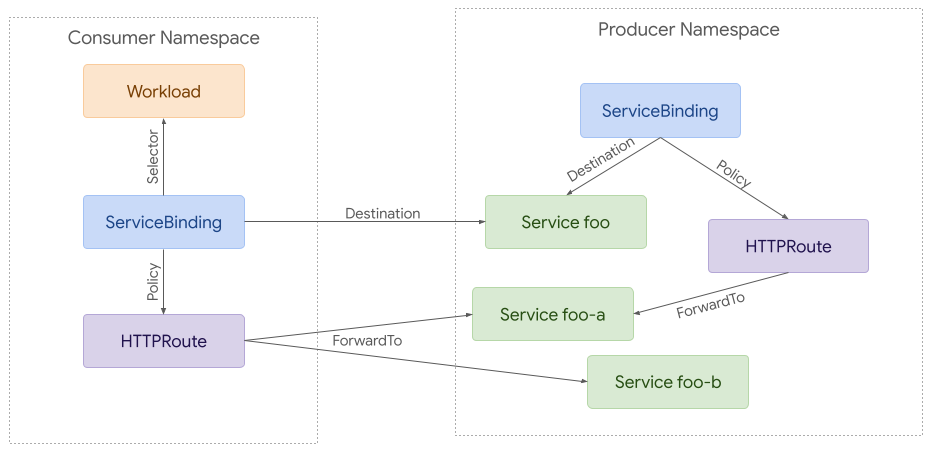 Consumer Namespace
Workload
Selector
ServiceBinding
Policy
HTTPRoute
Destination
ForwardTo
Producer Namespace
ServiceBinding
Destination
Policy
Service foo
HTTPRoute
ForwardTo
Service foo-a
Service foo-b